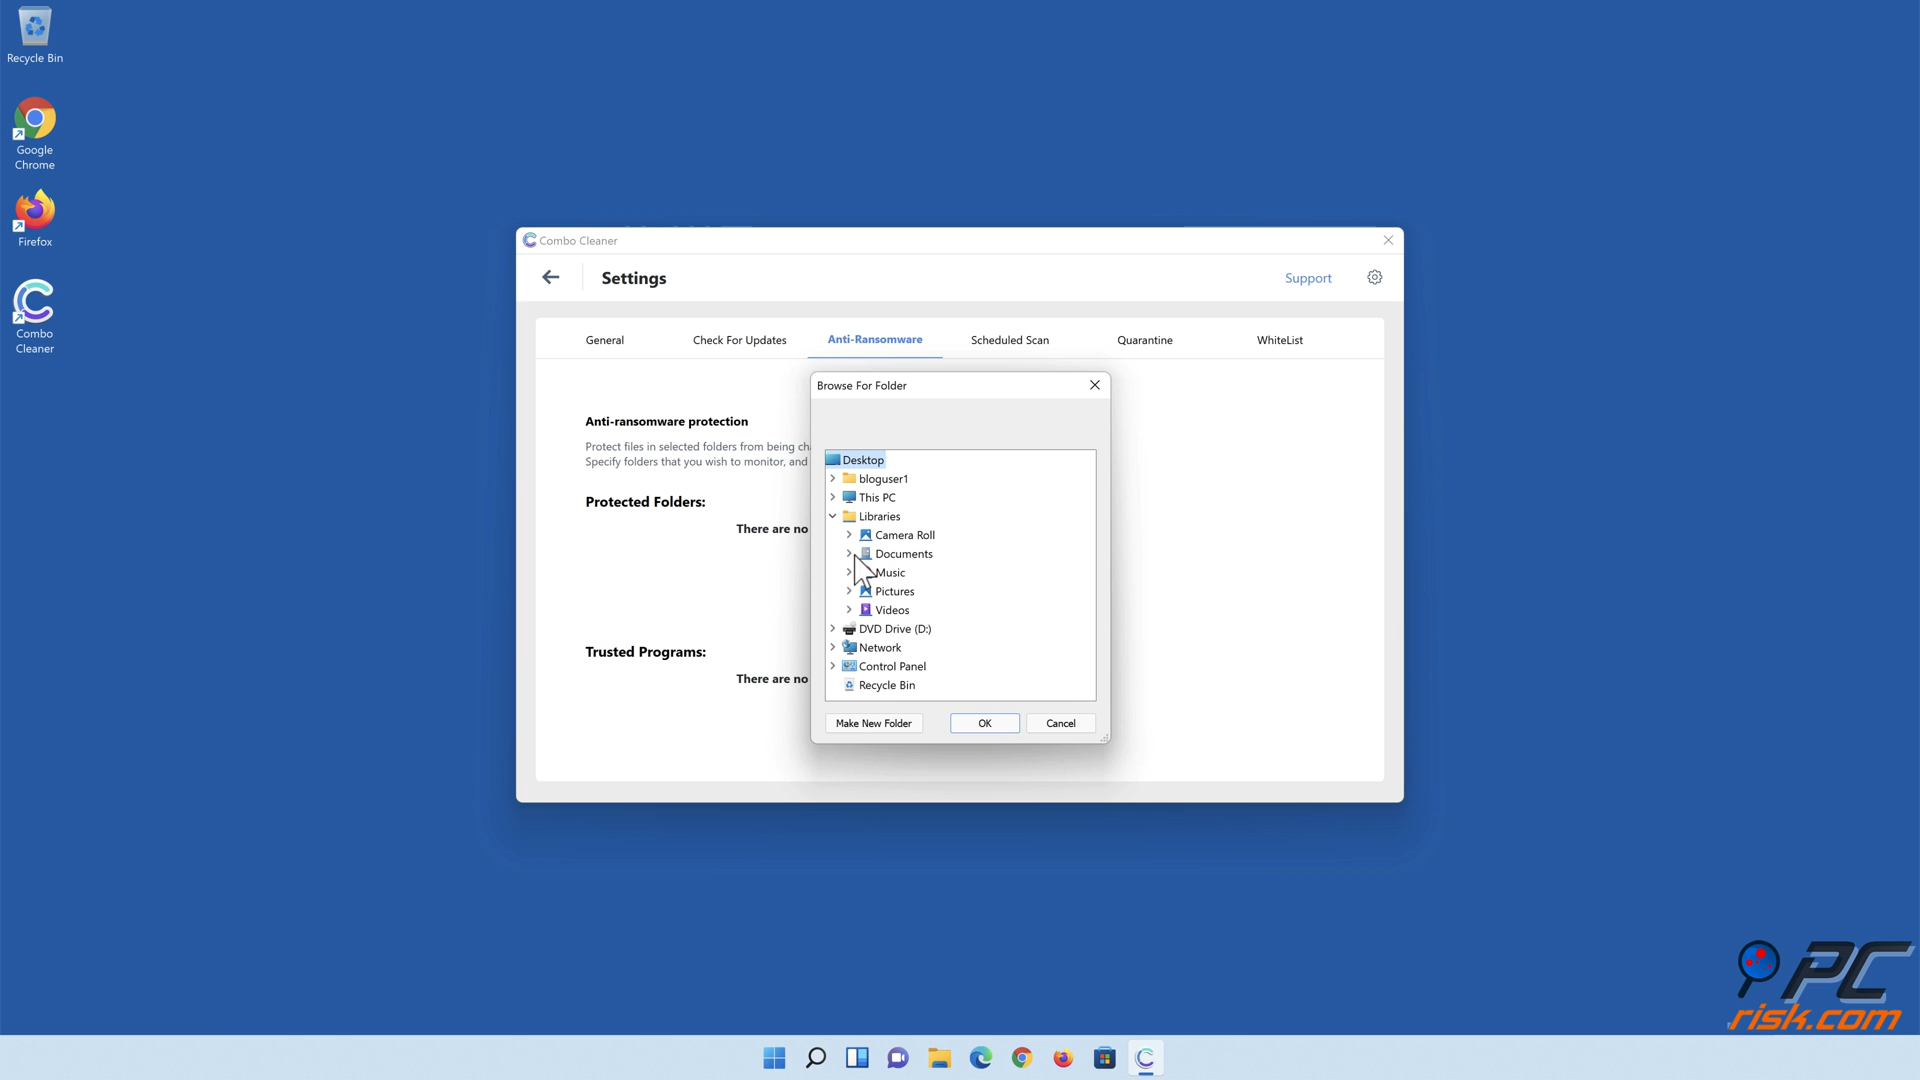 Recycle Bin
Google
Chrome
Firefox
Combo
Cleaner
Combo Cleaner
Settings
Support
General
Check For Updates
Anti-Ransomware
Scheduled Scan
Quarantine
WhiteList
Anti-ransomware protection
Protect files in selected folders from being
Specify folders that you wish to monitor, and
Protected Folders:
There are no
Trusted Programs:
There are no
Browse For Folder
Desktop
bloguser1
This PC
Libraries
Camera Roll
Documents
Music
Pictures
Videos
DVD Drive (D:)
Network
Control Panel
Recycle Bin
Make New Folder
OK
Cancel
PC
risk.com